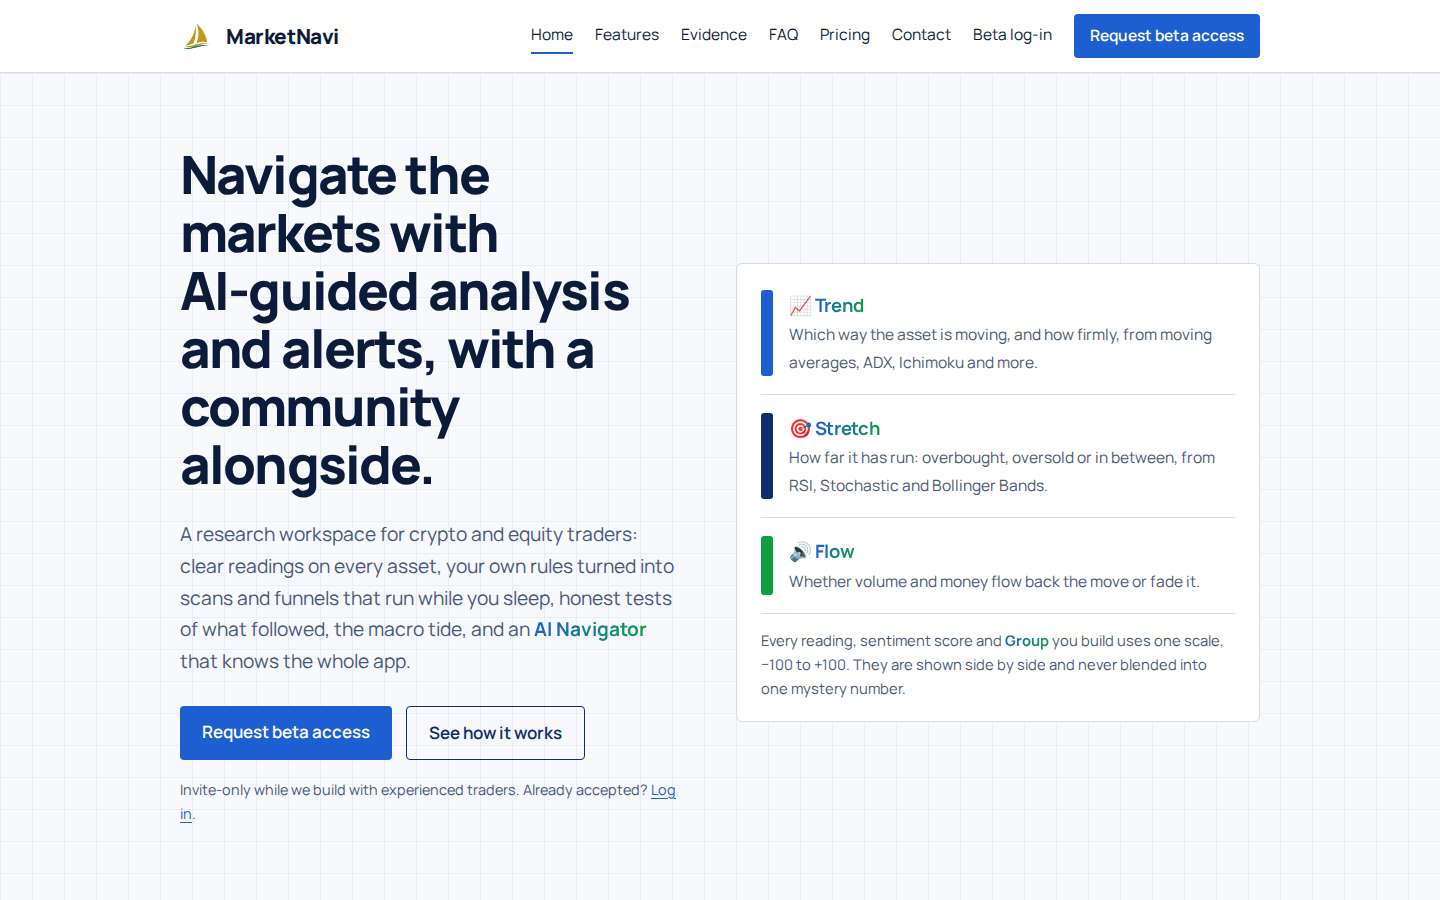 MarketNavi
Home
Features
Evidence
FAQ
Pricing
Contact
Beta log-in
Request beta access
Navigate the
markets with
AI-guided analysis
and alerts, with a
community
alongside.
A research workspace for crypto and equity traders:
clear readings on every asset, your own rules turned into
scans and funnels that run while you sleep, honest tests
of what followed, the macro tide, and an AI Navigator
that knows the whole app.
Request beta access
See how it works
Invite-only while we build with experienced traders. Already accepted? Log
in.
Trend
Which way the asset is moving, and how firmly, from moving
averages, ADX, Ichimoku and more.
Stretch
How far it has run: overbought, oversold or in between, from
RSI, Stochastic and Bollinger Bands.
Flow
Whether volume and money flow back the move or fade it.
Every reading, sentiment score and Group you build uses one scale,
−100 to +100. They are shown side by side and never blended into
one mystery number.